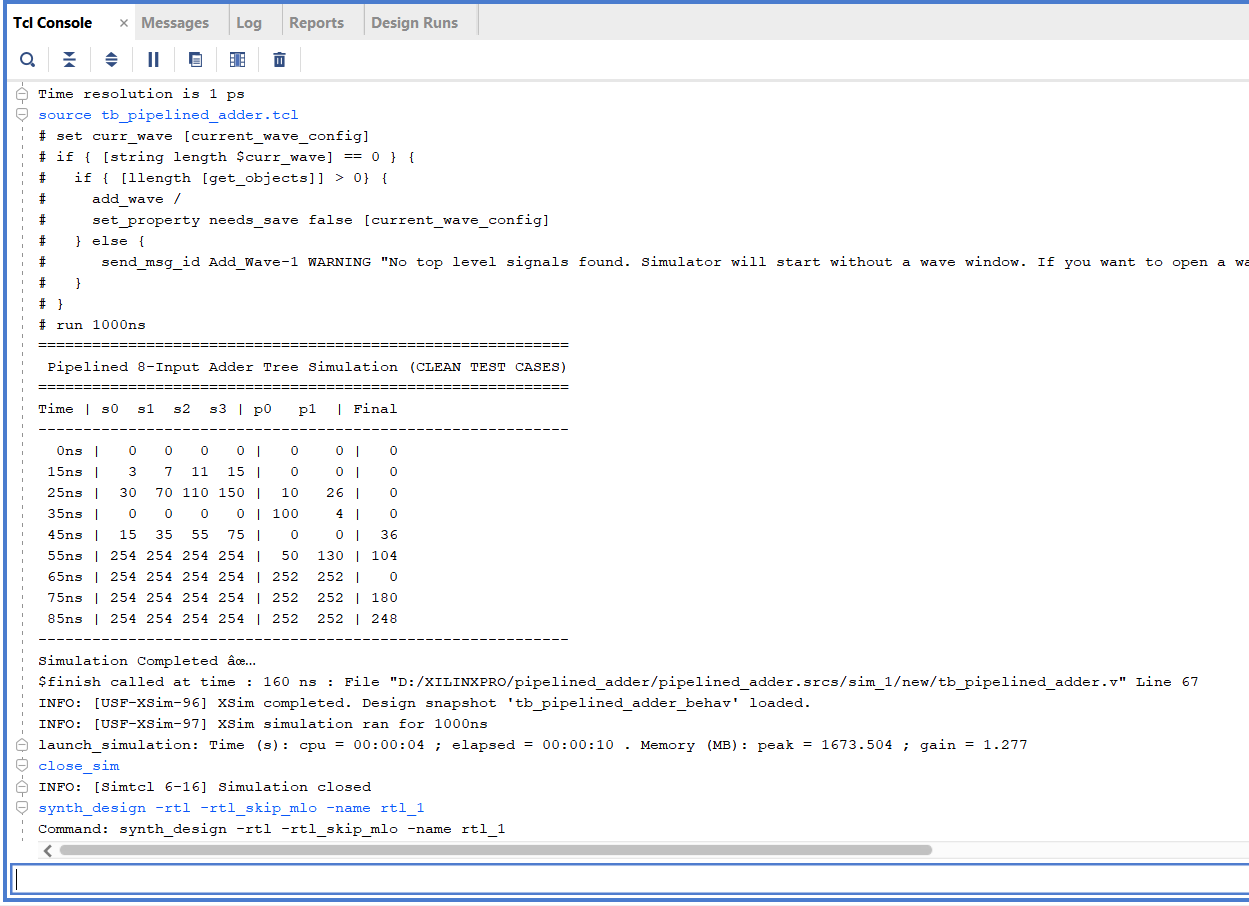 Tcl Console × Messages Log Reports Design Runs
Time resolution is 1 ps
source tb_pipelined_adder.tcl
# set curr_wave [current_wave_config]
# if { [string length $curr_wave] == 0 } {
#   if { [llength [get_objects]] > 0} {
#     add_wave /
#     set_property needs_save false [current_wave_config]
#   } else {
#      send_msg_id Add_Wave-1 WARNING "No top level signals found. Simulator will start without a wave window. If you want to open a wa
#   }
# }
# run 1000ns
===========================================================
 Pipelined 8-Input Adder Tree Simulation (CLEAN TEST CASES)
===========================================================
Time | s0  s1  s2  s3 | p0   p1  | Final
-----------------------------------------------------------
  0ns |   0   0   0   0 |   0    0 |   0
 15ns |   3   7  11  15 |   0    0 |   0
 25ns |  30  70 110 150 |  10   26 |   0
 35ns |   0   0   0   0 | 100    4 |   0
 45ns |  15  35  55  75 |   0    0 |  36
 55ns | 254 254 254 254 |  50  130 | 104
 65ns | 254 254 254 254 | 252  252 |   0
 75ns | 254 254 254 254 | 252  252 | 180
 85ns | 254 254 254 254 | 252  252 | 248
-----------------------------------------------------------
Simulation Completed âœ…
$finish called at time : 160 ns : File "D:/XILINXPRO/pipelined_adder/pipelined_adder.srcs/sim_1/new/tb_pipelined_adder.v" Line 67
INFO: [USF-XSim-96] XSim completed. Design snapshot 'tb_pipelined_adder_behav' loaded.
INFO: [USF-XSim-97] XSim simulation ran for 1000ns
launch_simulation: Time (s): cpu = 00:00:04 ; elapsed = 00:00:10 . Memory (MB): peak = 1673.504 ; gain = 1.277
close_sim
INFO: [Simtcl 6-16] Simulation closed
synth_design -rtl -rtl_skip_mlo -name rtl_1
Command: synth_design -rtl -rtl_skip_mlo -name rtl_1